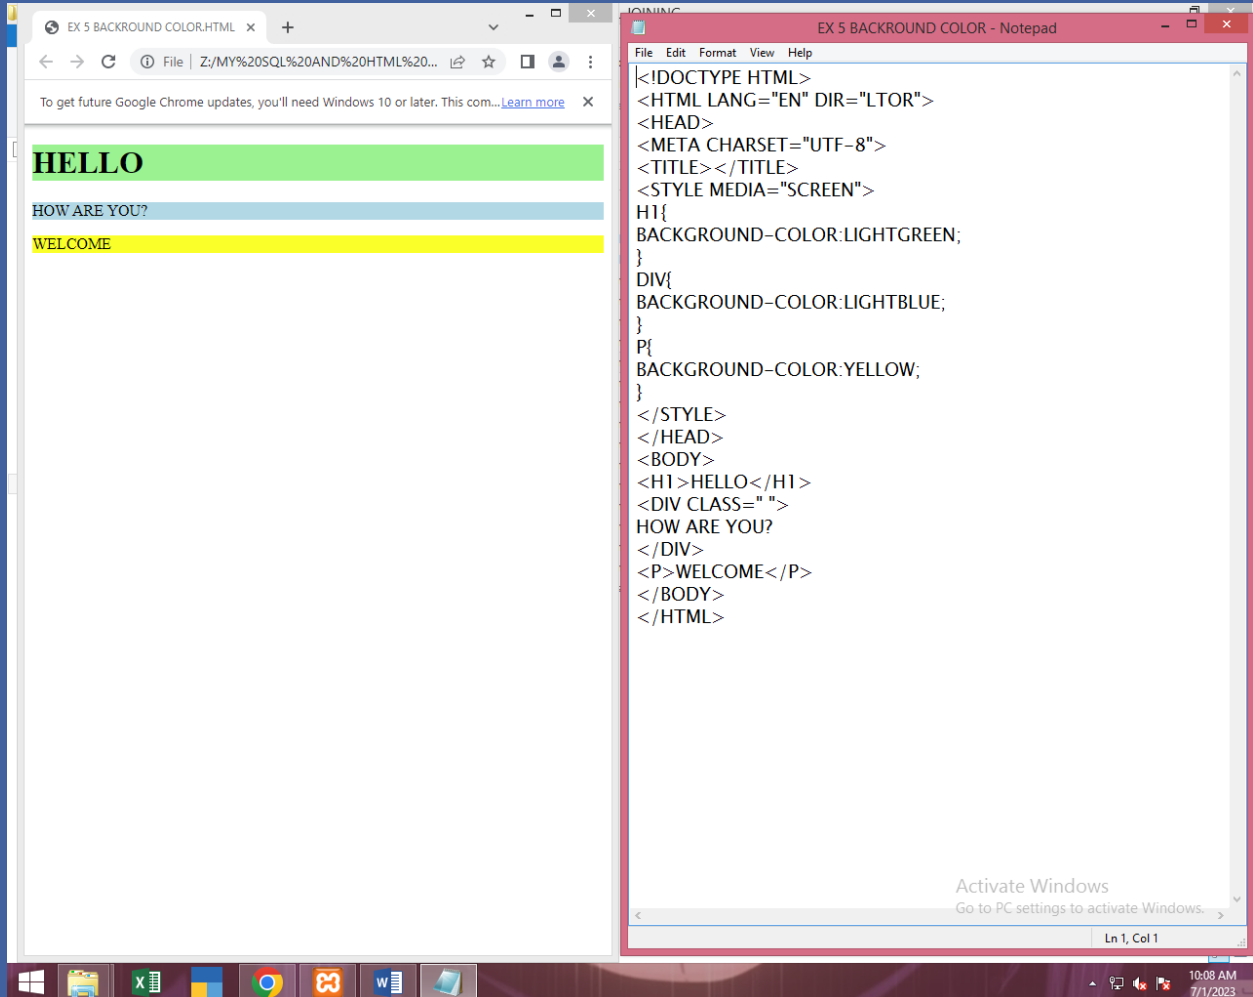 JOINING
EX 5 BACKROUND COLOR.HTML
File Z:/MY%20SQL%20AND%20HTML%20...
To get future Google Chrome updates, you'll need Windows 10 or later. This com... Learn more
HELLO
HOW ARE YOU?
WELCOME
EX 5 BACKROUND COLOR - Notepad
File Edit Format View Help
<!DOCTYPE HTML>
<HTML LANG="EN" DIR="LTOR">
<HEAD>
<META CHARSET="UTF-8">
<TITLE></TITLE>
<STYLE MEDIA="SCREEN">
H1{
BACKGROUND-COLOR:LIGHTGREEN;
}
DIV{
BACKGROUND-COLOR:LIGHTBLUE;
}
P{
BACKGROUND-COLOR:YELLOW;
}
</STYLE>
</HEAD>
<BODY>
<H1>HELLO</H1>
<DIV CLASS=" ">
HOW ARE YOU?
</DIV>
<P>WELCOME</P>
</BODY>
</HTML>
Activate Windows
Go to PC settings to activate Windows.
Ln 1, Col 1
10:08 AM
7/1/2023